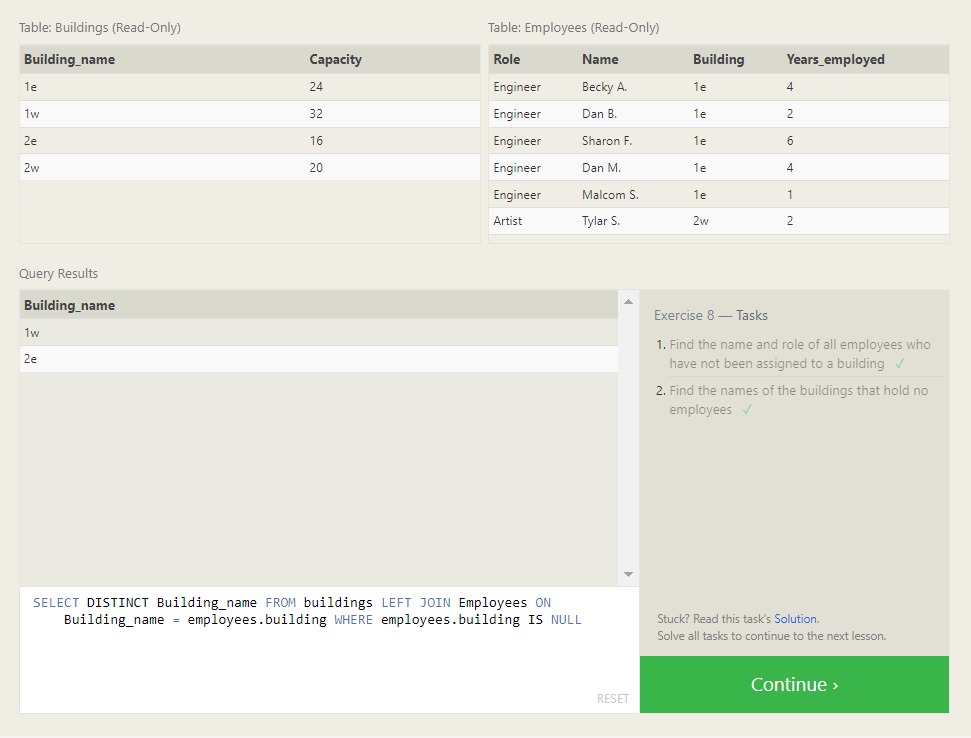 Table: Buildings (Read-Only)
Building_name Capacity
1e 24
1w 32
2e 16
2w 20
Table: Employees (Read-Only)
Role Name Building Years_employed
Engineer Becky A. 1e 4
Engineer Dan B. 1e 2
Engineer Sharon F. 1e 6
Engineer Dan M. 1e 4
Engineer Malcom S. 1e 1
Artist Tylar S. 2w 2
Query Results
Building_name
1w
2e
SELECT DISTINCT Building_name FROM buildings LEFT JOIN Employees ON
Building_name = employees.building WHERE employees.building IS NULL
RESET
Exercise 8 — Tasks
1. Find the name and role of all employees who
have not been assigned to a building ✓
2. Find the names of the buildings that hold no
employees ✓
Stuck? Read this task's Solution.
Solve all tasks to continue to the next lesson.
Continue ›